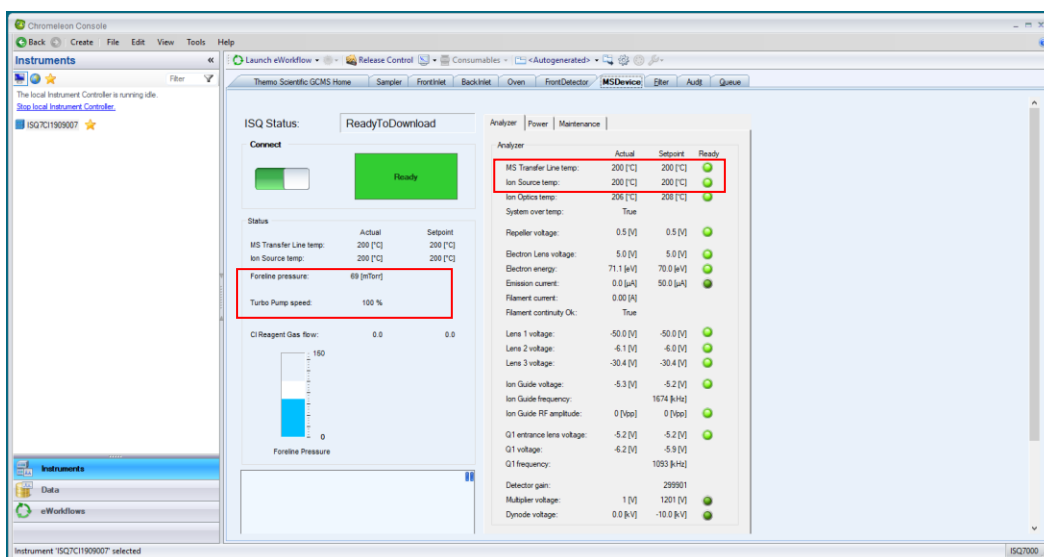 Chromeleon Console
Back Create File Edit View Tools Help
Instruments «
Launch eWorkflow Release Control Consumables <Autogenerated>
Filter
Thermo Scientific GCMS Home Sampler FrontInlet BackInlet Oven FrontDetector MSDevice Filter Audit Queue
The local Instrument Controller is running idle.
Stop local Instrument Controller.
ISQ7CI1909007
ISQ Status: ReadyToDownload
Connect
Ready
Status
Actual Setpoint
MS Transfer Line temp: 200 [°C] 200 [°C]
Ion Source temp: 200 [°C] 200 [°C]
Foreline pressure: 69 [mTorr]
Turbo Pump speed: 100 %
CI Reagent Gas flow: 0.0 0.0
150
0
Foreline Pressure
Analyzer Power Maintenance
Analyzer
Actual Setpoint Ready
MS Transfer Line temp: 200 [°C] 200 [°C]
Ion Source temp: 200 [°C] 200 [°C]
Ion Optics temp: 206 [°C] 208 [°C]
System over temp: True
Repeller voltage: 0.5 [V] 0.5 [V]
Electron Lens voltage: 5.0 [V] 5.0 [V]
Electron energy: 71.1 [eV] 70.0 [eV]
Emission current: 0.0 [µA] 50.0 [µA]
Filament current: 0.00 [A]
Filament continuity Ok: True
Lens 1 voltage: -50.0 [V] -50.0 [V]
Lens 2 voltage: -6.1 [V] -6.0 [V]
Lens 3 voltage: -30.4 [V] -30.4 [V]
Ion Guide voltage: -5.3 [V] -5.2 [V]
Ion Guide frequency: 1674 [kHz]
Ion Guide RF amplitude: 0 [Vpp] 0 [Vpp]
Q1 entrance lens voltage: -5.2 [V] -5.2 [V]
Q1 voltage: -6.2 [V] -5.9 [V]
Q1 frequency: 1093 [kHz]
Detector gain: 299901
Multiplier voltage: 1 [V] 1201 [V]
Dynode voltage: 0.0 [kV] -10.0 [kV]
Instruments
Data
eWorkflows
Instrument 'ISQ7CI1909007' selected
ISQ7000